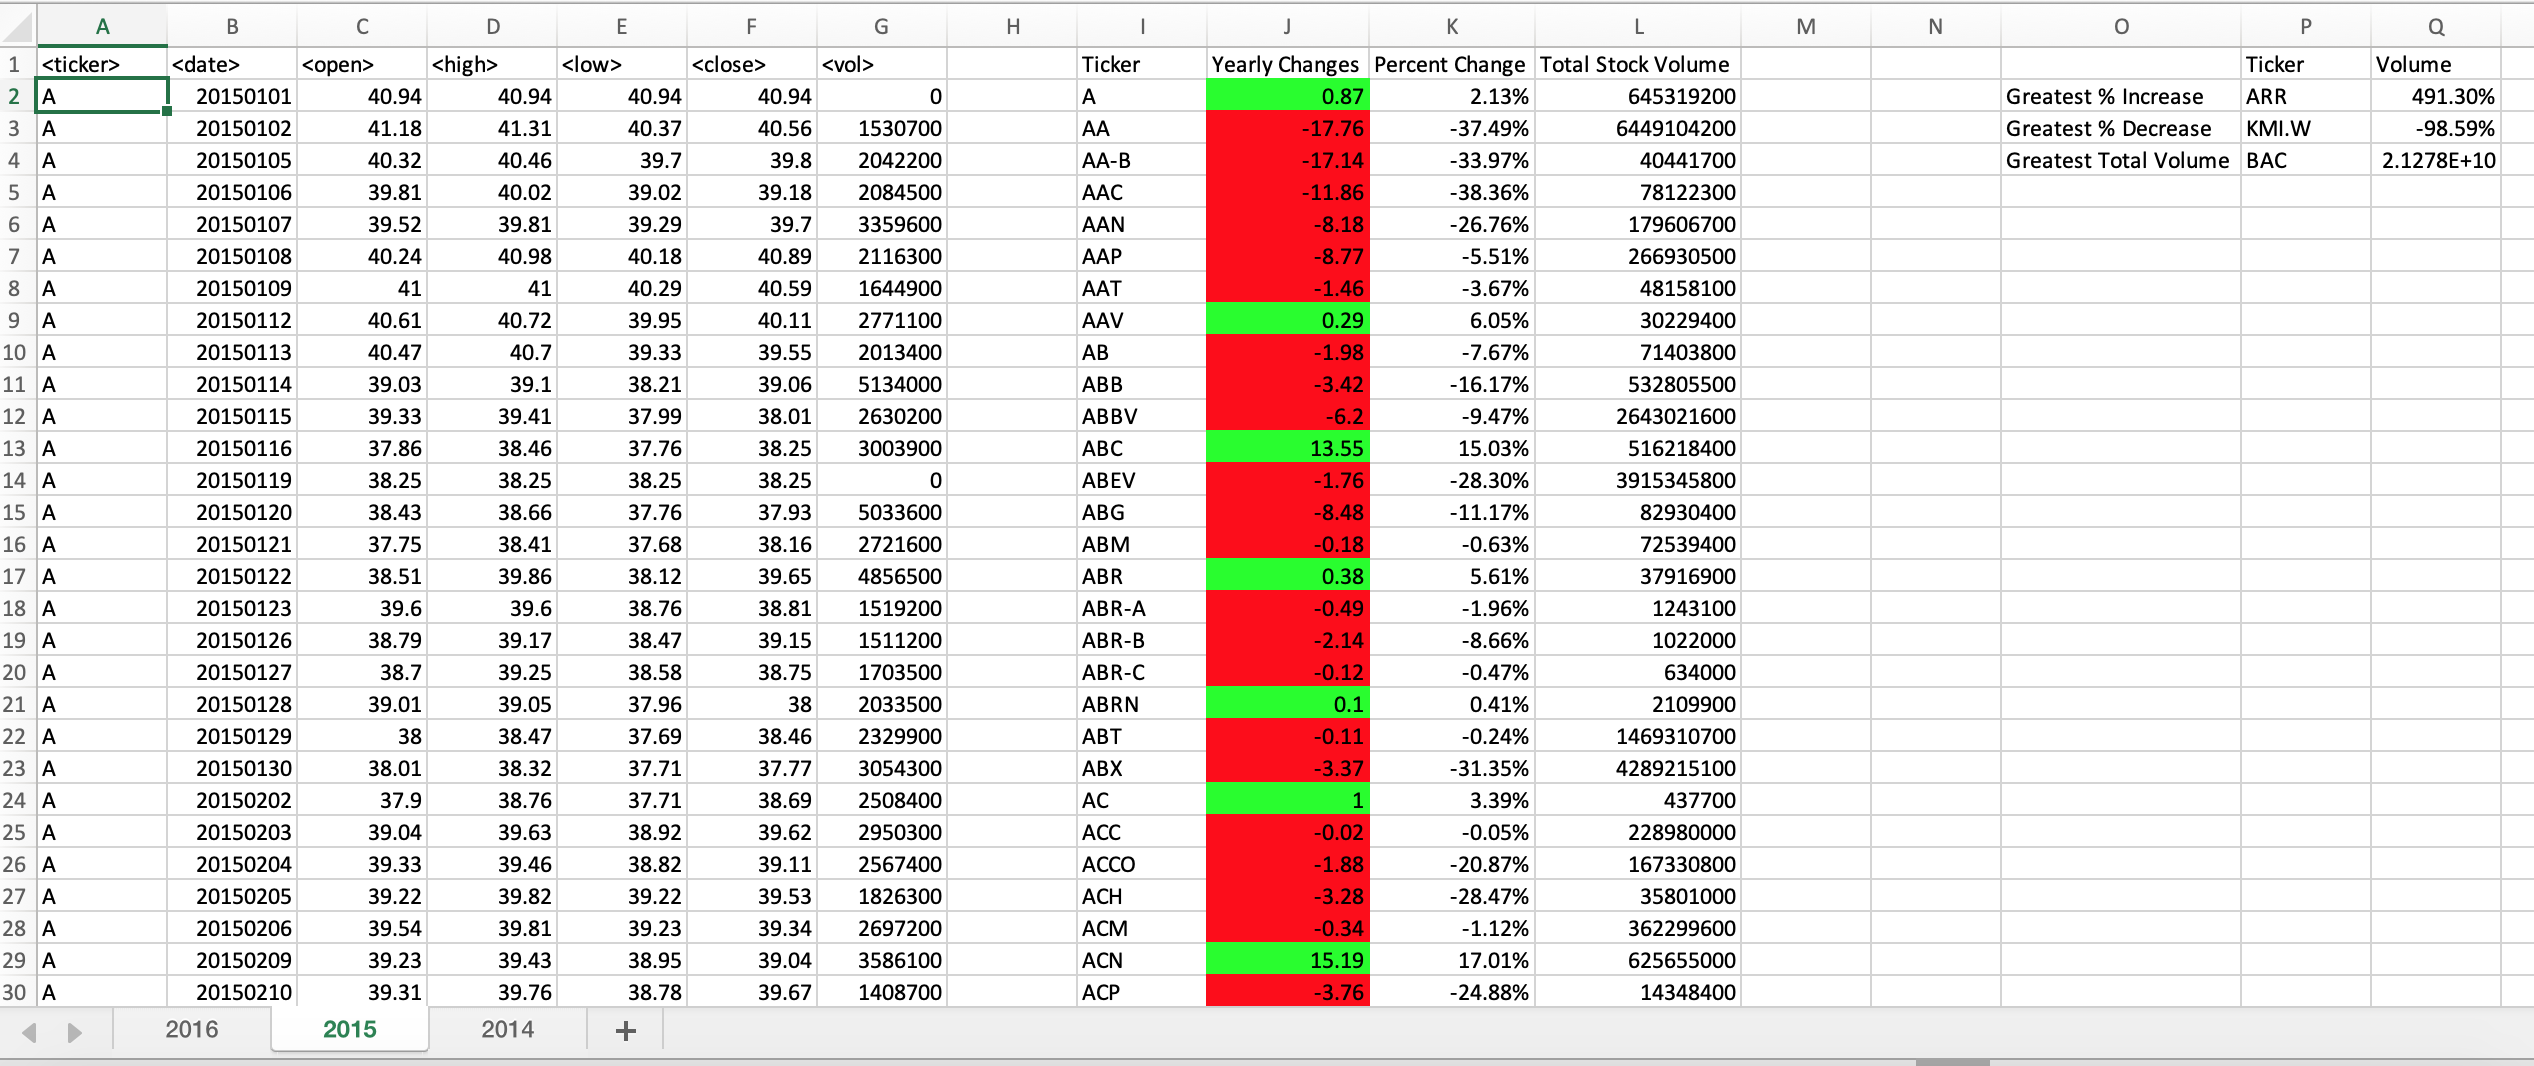 A B C D E F G H I J K L M N O P Q
1 <ticker> <date> <open> <high> <low> <close> <vol> Ticker Yearly Changes Percent Change Total Stock Volume Ticker Volume
2 A 20150101 40.94 40.94 40.94 40.94 0 A 0.87 2.13% 645319200 Greatest % Increase ARR 491.30%
3 A 20150102 41.18 41.31 40.37 40.56 1530700 AA -17.76 -37.49% 6449104200 Greatest % Decrease KMI.W -98.59%
4 A 20150105 40.32 40.46 39.7 39.8 2042200 AA-B -17.14 -33.97% 40441700 Greatest Total Volume BAC 2.1278E+10
5 A 20150106 39.81 40.02 39.02 39.18 2084500 AAC -11.86 -38.36% 78122300
6 A 20150107 39.52 39.81 39.29 39.7 3359600 AAN -8.18 -26.76% 179606700
7 A 20150108 40.24 40.98 40.18 40.89 2116300 AAP -8.77 -5.51% 266930500
8 A 20150109 41 41 40.29 40.59 1644900 AAT -1.46 -3.67% 48158100
9 A 20150112 40.61 40.72 39.95 40.11 2771100 AAV 0.29 6.05% 30229400
10 A 20150113 40.47 40.7 39.33 39.55 2013400 AB -1.98 -7.67% 71403800
11 A 20150114 39.03 39.1 38.21 39.06 5134000 ABB -3.42 -16.17% 532805500
12 A 20150115 39.33 39.41 37.99 38.01 2630200 ABBV -6.2 -9.47% 2643021600
13 A 20150116 37.86 38.46 37.76 38.25 3003900 ABC 13.55 15.03% 516218400
14 A 20150119 38.25 38.25 38.25 38.25 0 ABEV -1.76 -28.30% 3915345800
15 A 20150120 38.43 38.66 37.76 37.93 5033600 ABG -8.48 -11.17% 82930400
16 A 20150121 37.75 38.41 37.68 38.16 2721600 ABM -0.18 -0.63% 72539400
17 A 20150122 38.51 39.86 38.12 39.65 4856500 ABR 0.38 5.61% 37916900
18 A 20150123 39.6 39.6 38.76 38.81 1519200 ABR-A -0.49 -1.96% 1243100
19 A 20150126 38.79 39.17 38.47 39.15 1511200 ABR-B -2.14 -8.66% 1022000
20 A 20150127 38.7 39.25 38.58 38.75 1703500 ABR-C -0.12 -0.47% 634000
21 A 20150128 39.01 39.05 37.96 38 2033500 ABRN 0.1 0.41% 2109900
22 A 20150129 38 38.47 37.69 38.46 2329900 ABT -0.11 -0.24% 1469310700
23 A 20150130 38.01 38.32 37.71 37.77 3054300 ABX -3.37 -31.35% 4289215100
24 A 20150202 37.9 38.76 37.71 38.69 2508400 AC 1 3.39% 437700
25 A 20150203 39.04 39.63 38.92 39.62 2950300 ACC -0.02 -0.05% 228980000
26 A 20150204 39.33 39.46 38.82 39.11 2567400 ACCO -1.88 -20.87% 167330800
27 A 20150205 39.22 39.82 39.22 39.53 1826300 ACH -3.28 -28.47% 35801000
28 A 20150206 39.54 39.81 39.23 39.34 2697200 ACM -0.34 -1.12% 362299600
29 A 20150209 39.23 39.43 38.95 39.04 3586100 ACN 15.19 17.01% 625655000
30 A 20150210 39.31 39.76 38.78 39.67 1408700 ACP -3.76 -24.88% 14348400
2016 2015 2014 +